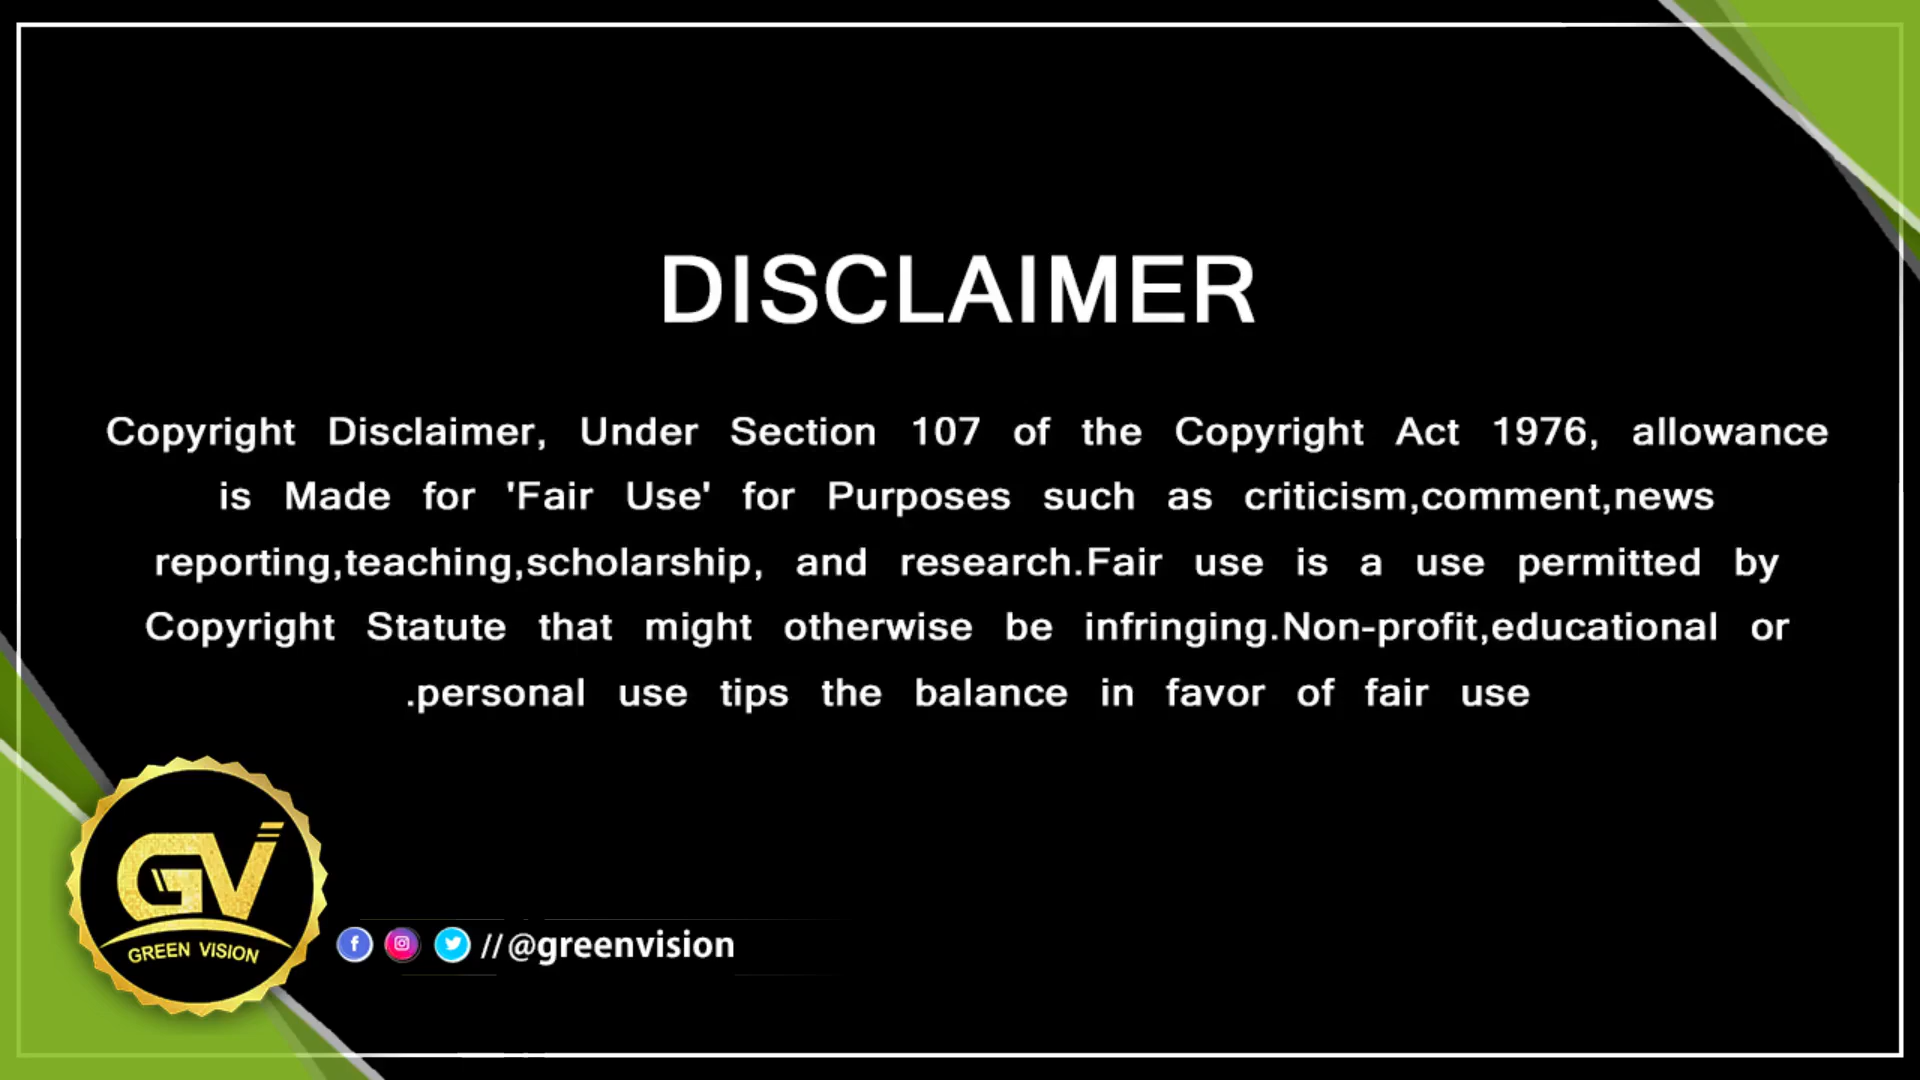 DISCLAIMER
Copyright Disclaimer, Under Section 107 of the Copyright Act 1976, allowance
is Made for 'Fair Use' for Purposes such as criticism,comment,news
reporting,teaching,scholarship, and research.Fair use is a use permitted by
Copyright Statute that might otherwise be infringing.Non-profit,educational or
.personal use tips the balance in favor of fair use
GV
GREEN VISION
//@greenvision